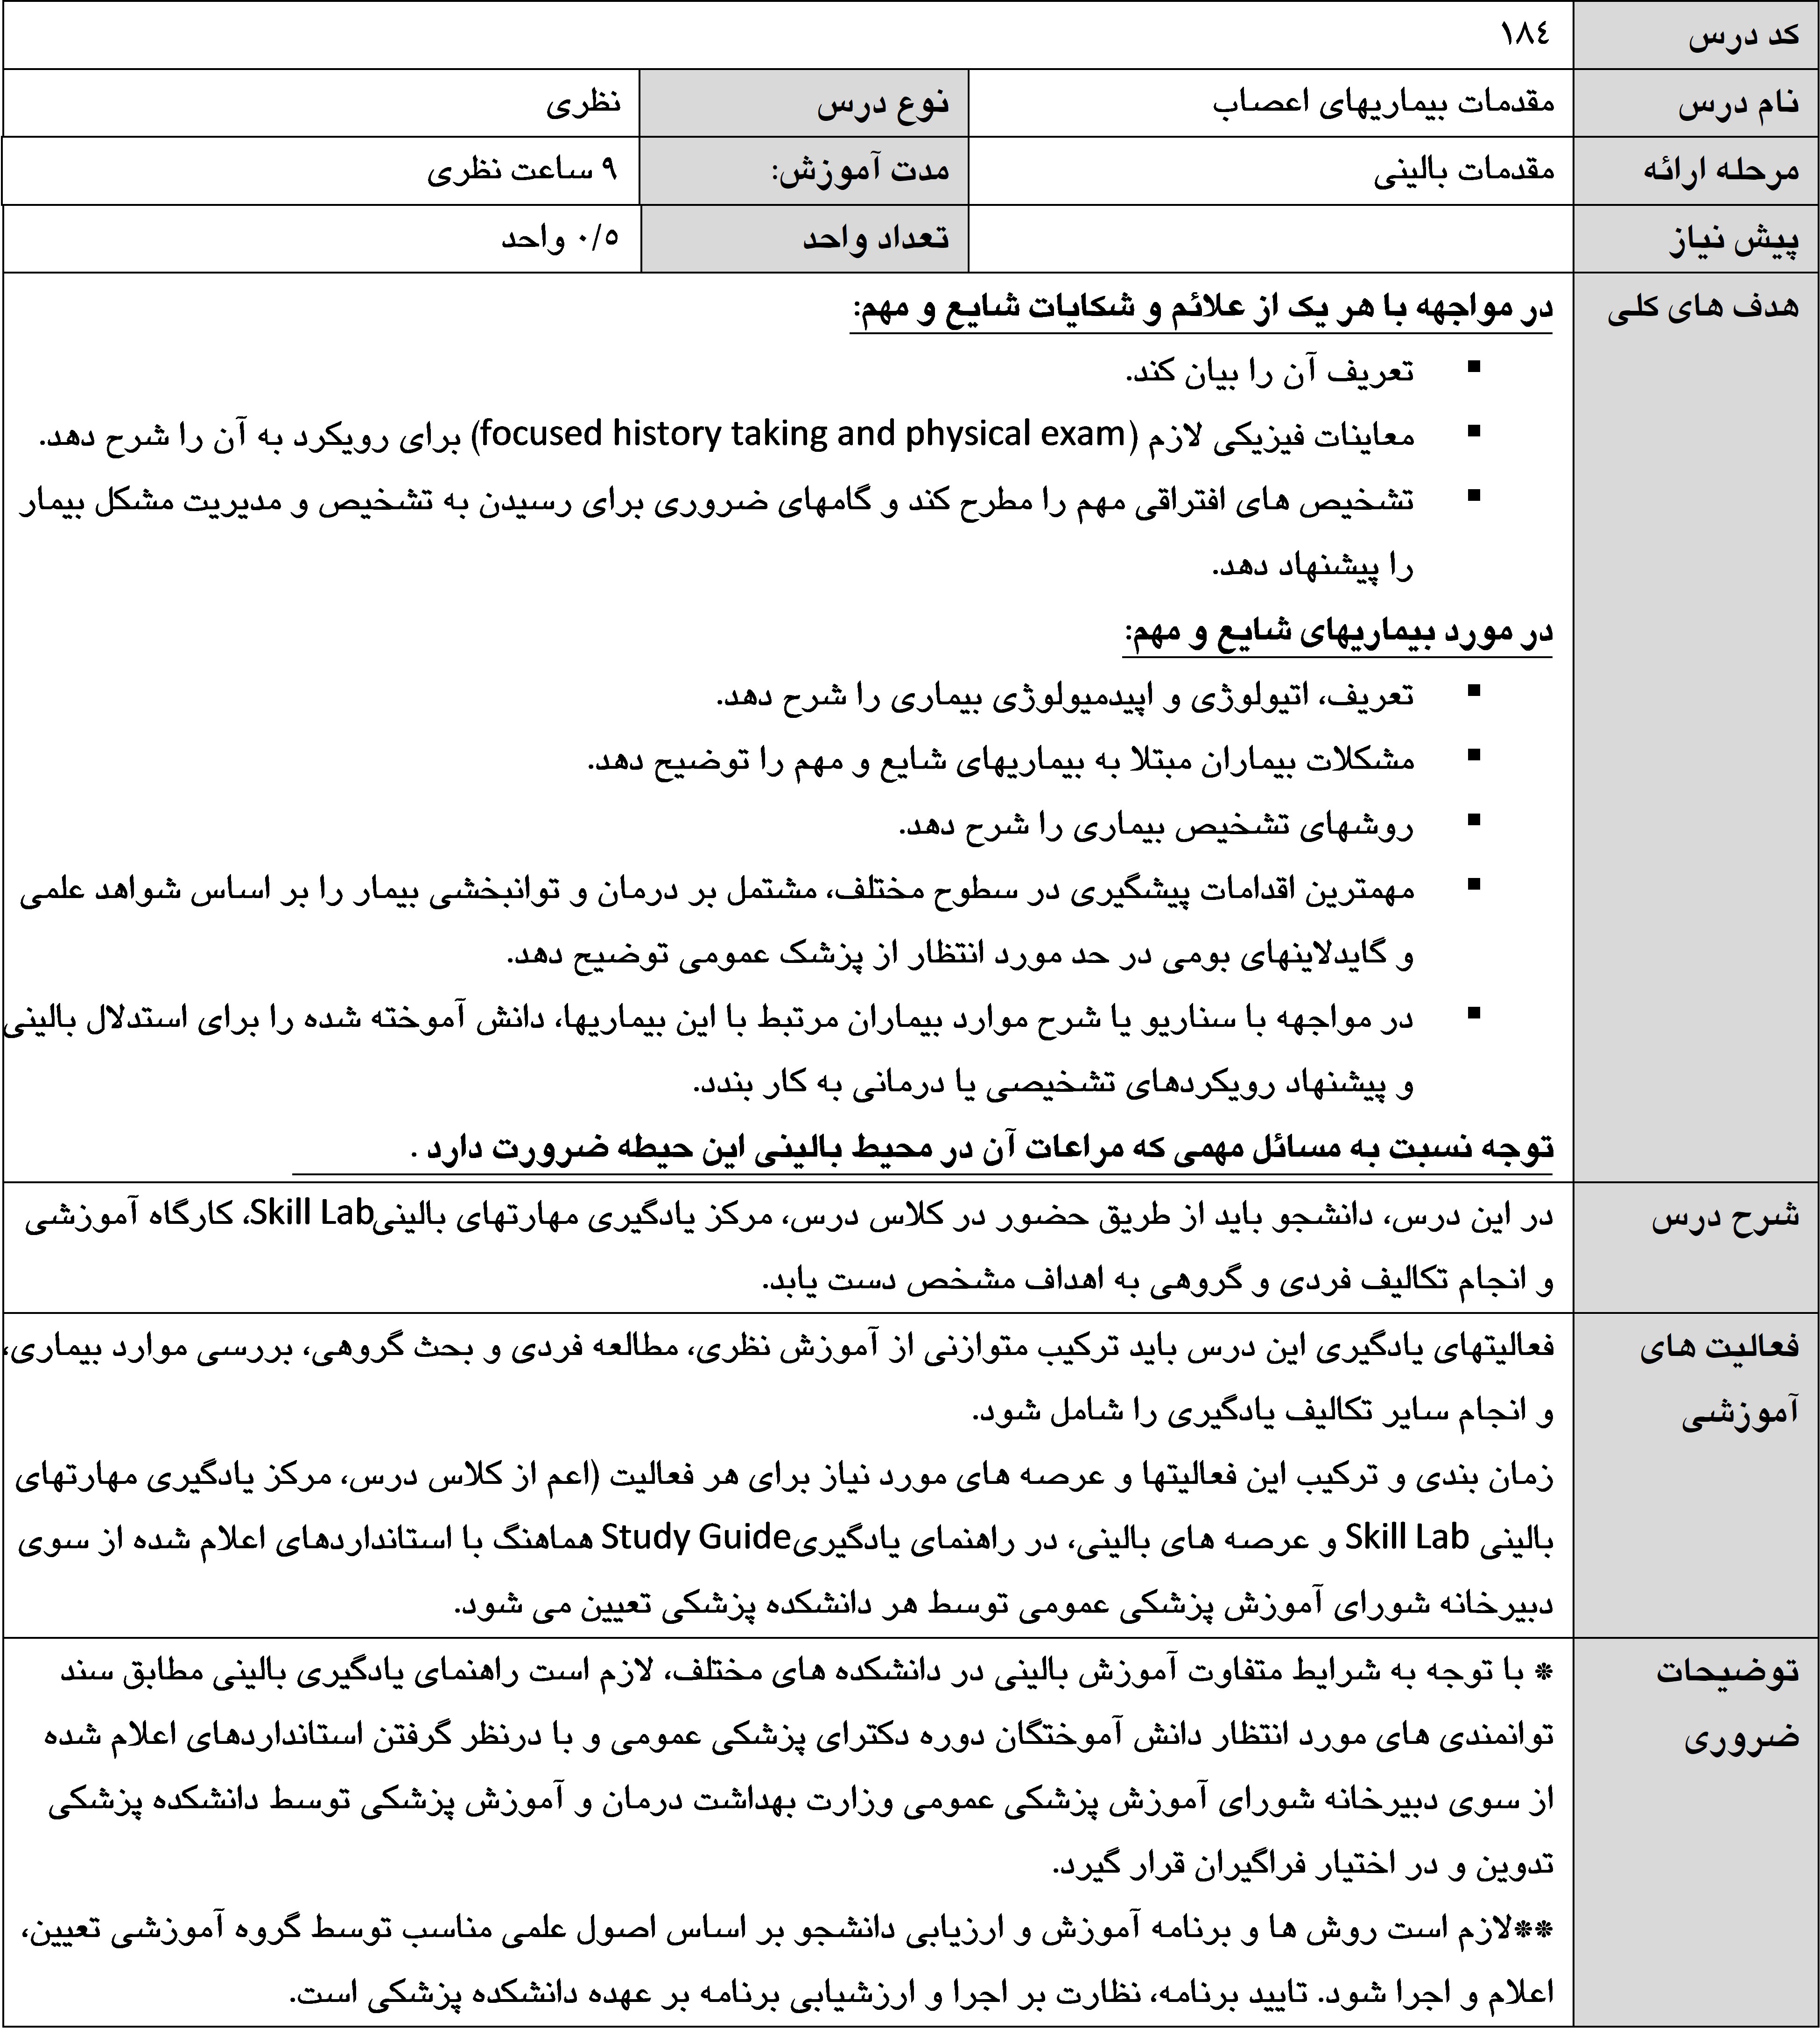 کد درس ۱۸۴
نام درس مقدمات بیماریهای اعصاب نوع درس نظری
مرحله ارائه مقدمات بالینی مدت آموزش: ۹ ساعت نظری
پیش نیاز تعداد واحد ۰/۵ واحد
هدف های کلی در مواجهه با هر یک از علائم و شکایات شایع و مهم:
▪ تعریف آن را بیان کند.
▪ معاینات فیزیکی لازم (focused history taking and physical exam) برای رویکرد به آن را شرح دهد.
▪ تشخیص های افتراقی مهم را مطرح کند و گامهای ضروری برای رسیدن به تشخیص و مدیریت مشکل بیمار
را پیشنهاد دهد.
در مورد بیماریهای شایع و مهم:
▪ تعریف، اتیولوژی و اپیدمیولوژی بیماری را شرح دهد.
▪ مشکلات بیماران مبتلا به بیماریهای شایع و مهم را توضیح دهد.
▪ روشهای تشخیص بیماری را شرح دهد.
▪ مهمترین اقدامات پیشگیری در سطوح مختلف، مشتمل بر درمان و توانبخشی بیمار را بر اساس شواهد علمی
و گایدلاینهای بومی در حد مورد انتظار از پزشک عمومی توضیح دهد.
▪ در مواجهه با سناریو یا شرح موارد بیماران مرتبط با این بیماریها، دانش آموخته شده را برای استدلال بالینی
و پیشنهاد رویکردهای تشخیصی یا درمانی به کار بندد.
توجه نسبت به مسائل مهمی که مراعات آن در محیط بالینی این حیطه ضرورت دارد .
شرح درس در این درس، دانشجو باید از طریق حضور در کلاس درس، مرکز یادگیری مهارتهای بالینیSkill Lab، کارگاه آموزشی
و انجام تکالیف فردی و گروهی به اهداف مشخص دست یابد.
فعالیت های فعالیتهای یادگیری این درس باید ترکیب متوازنی از آموزش نظری، مطالعه فردی و بحث گروهی، بررسی موارد بیماری،
آموزشی و انجام سایر تکالیف یادگیری را شامل شود.
زمان بندی و ترکیب این فعالیتها و عرصه های مورد نیاز برای هر فعالیت (اعم از کلاس درس، مرکز یادگیری مهارتهای
بالینی Skill Lab و عرصه های بالینی، در راهنمای یادگیریStudy Guide هماهنگ با استانداردهای اعلام شده از سوی
دبیرخانه شورای آموزش پزشکی عمومی توسط هر دانشکده پزشکی تعیین می شود.
توضیحات * با توجه به شرایط متفاوت آموزش بالینی در دانشکده های مختلف، لازم است راهنمای یادگیری بالینی مطابق سند
ضروری توانمندی های مورد انتظار دانش آموختگان دوره دکترای پزشکی عمومی و با درنظر گرفتن استانداردهای اعلام شده
از سوی دبیرخانه شورای آموزش پزشکی عمومی وزارت بهداشت درمان و آموزش پزشکی توسط دانشکده پزشکی
تدوین و در اختیار فراگیران قرار گیرد.
**لازم است روش ها و برنامه آموزش و ارزیابی دانشجو بر اساس اصول علمی مناسب توسط گروه آموزشی تعیین،
اعلام و اجرا شود. تایید برنامه، نظارت بر اجرا و ارزشیابی برنامه بر عهده دانشکده پزشکی است.